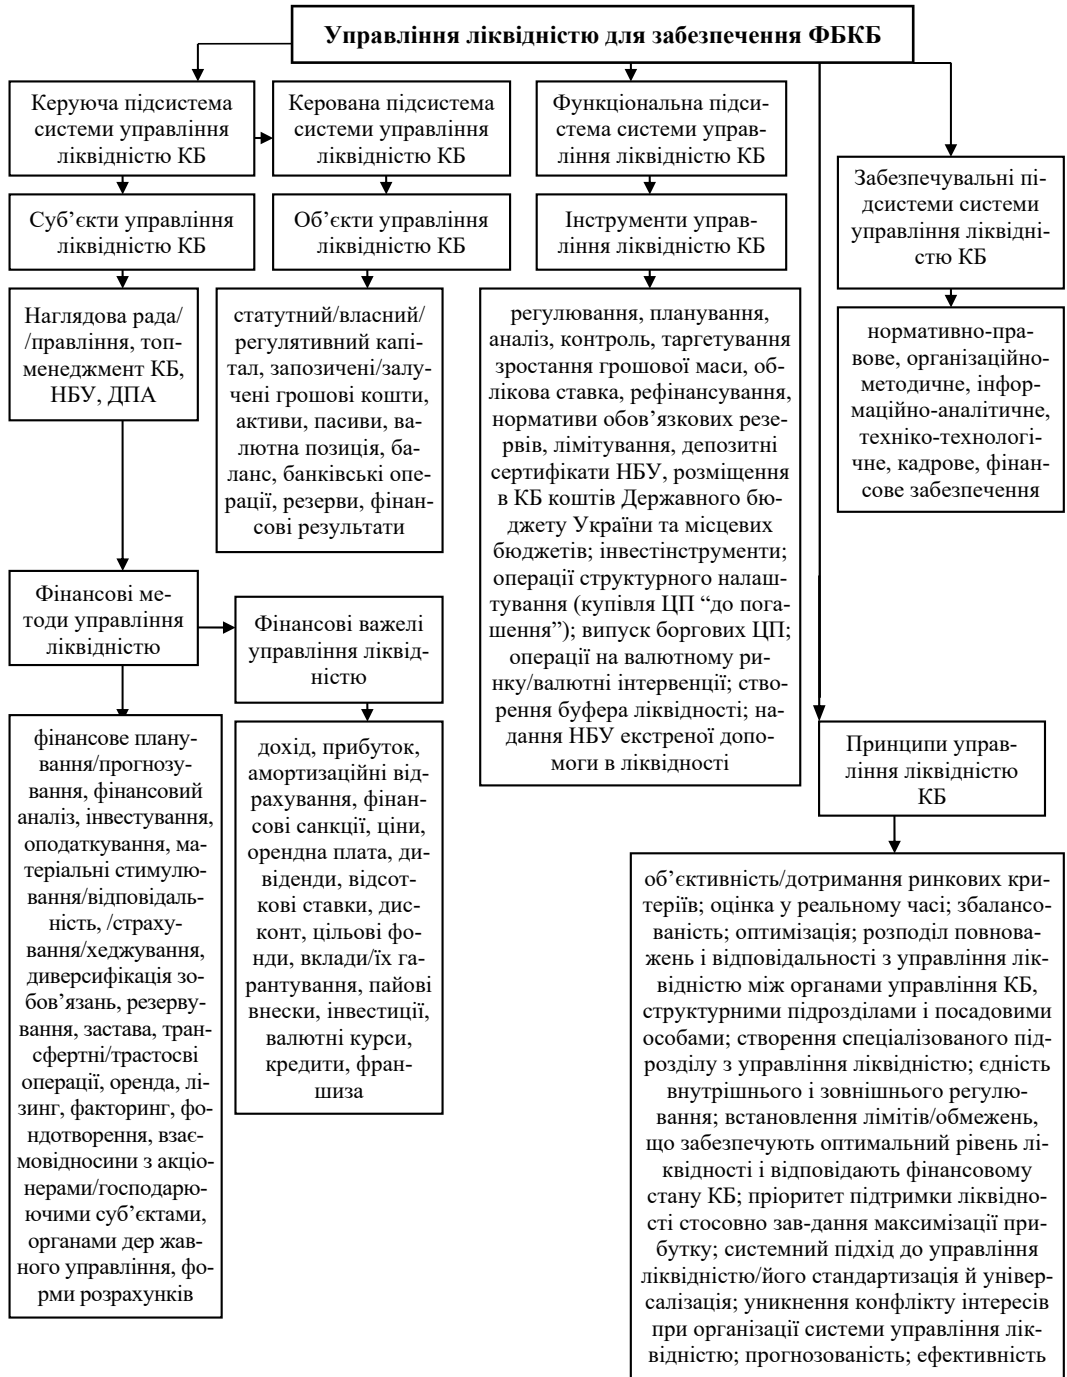 Управління ліквідністю для забезпечення ФБКБ
Керуюча підсистема
системи управління
ліквідністю КБ
Керована підсистема
системи управління
ліквідністю КБ
Функціональна підси-
стема системи управ-
ління ліквідністю КБ
Забезпечувальні пі-
дсистеми системи
управління ліквідні-
стю КБ
Суб’єкти управління
ліквідністю КБ
Об’єкти управління
ліквідністю КБ
Інструменти управ-
ління ліквідністю КБ
Наглядова рада/
/правління, топ-
менеджмент КБ,
НБУ, ДПА
статутний/власний/
регулятивний капі-
тал, запозичені/залу-
чені грошові кошти,
активи, пасиви, ва-
лютна позиція, ба-
ланс, банківські опе-
рації, резерви, фінан-
сові результати
регулювання, планування,
аналіз, контроль, таргетування
зростання грошової маси, об-
лікова ставка, рефінансування,
нормативи обов’язкових резе-
рвів, лімітування, депозитні
сертифікати НБУ, розміщення
в КБ коштів Державного бю-
джету України та місцевих
бюджетів; інвестінструменти;
операції структурного налаш-
тування (купівля ЦП “до пога-
шення”); випуск боргових ЦП;
операції на валютному ри-
нку/валютні інтервенції; ство-
рення буфера ліквідності; на-
дання НБУ екстреної допо-
моги в ліквідності
нормативно-пра-
вове, організаційно-
методичне, інфор-
маційно-аналітичне,
техніко-технологі-
чне, кадрове, фінан-
сове забезпечення
Фінансові ме-
тоди управління
ліквідністю
Фінансові важелі
управління ліквід-
ністю
фінансове плану-
вання/прогнозу-
вання, фінансовий
аналіз, інвестування,
оподаткування, ма-
теріальні стимулю-
вання/відповідаль-
ність, /страху-
вання/хеджування,
диверсифікація зо-
бов’язань, резерву-
вання, застава, тран-
сфертні/трастосві
операції, оренда, лі-
зинг, факторинг, фо-
ндотворення, взає-
мовідносини з акціо-
нерами/господарю-
ючими суб’єктами,
органами дер жав-
ного управління, фо-
рми розрахунків
дохід, прибуток,
амортизаційні від-
рахування, фінан-
сові санкції, ціни,
орендна плата, ди-
віденди, відсот-
кові ставки, дис-
конт, цільові фо-
нди, вклади/їх га-
рантування, пайові
внески, інвестиції,
валютні курси,
кредити, фран-
шиза
Принципи управ-
ління ліквідністю
КБ
об’єктивність/дотримання ринкових кри-
теріїв; оцінка у реальному часі; збалансо-
ваність; оптимізація; розподіл повнова-
жень і відповідальності з управління лік-
відністю між органами управління КБ,
структурними підрозділами і посадовими
особами; створення спеціалізованого під-
розділу з управління ліквідністю; єдність
внутрішнього і зовнішнього регулю-
вання; встановлення лімітів/обмежень,
що забезпечують оптимальний рівень лі-
квідності і відповідають фінансовому
стану КБ; пріоритет підтримки ліквідно-
сті стосовно зав-дання максимізації при-
бутку; системний підхід до управління
ліквідністю/його стандартизація й універ-
салізація; уникнення конфлікту інтересів
при організації системи управління лік-
відністю; прогнозованість; ефективність